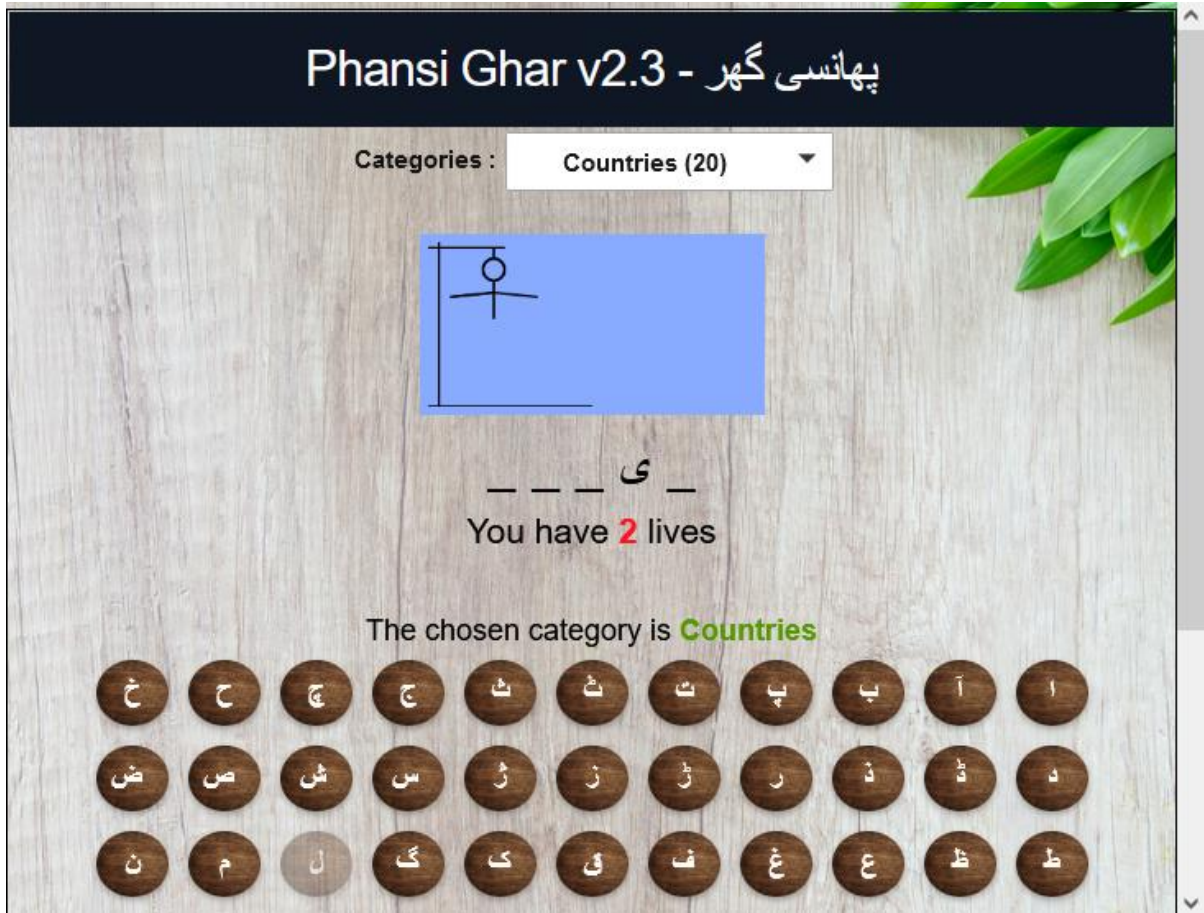 Phansi Ghar v2.3 - پھانسی گھر
Categories : Countries (20)
_ ی _ _ _
You have 2 lives
The chosen category is Countries
ا آ ب پ ت ٹ ث ج چ ح خ
د ڈ ذ ر ڑ ز ژ س ش ص ض
ط ظ ع غ ف ق ک گ ل م ن